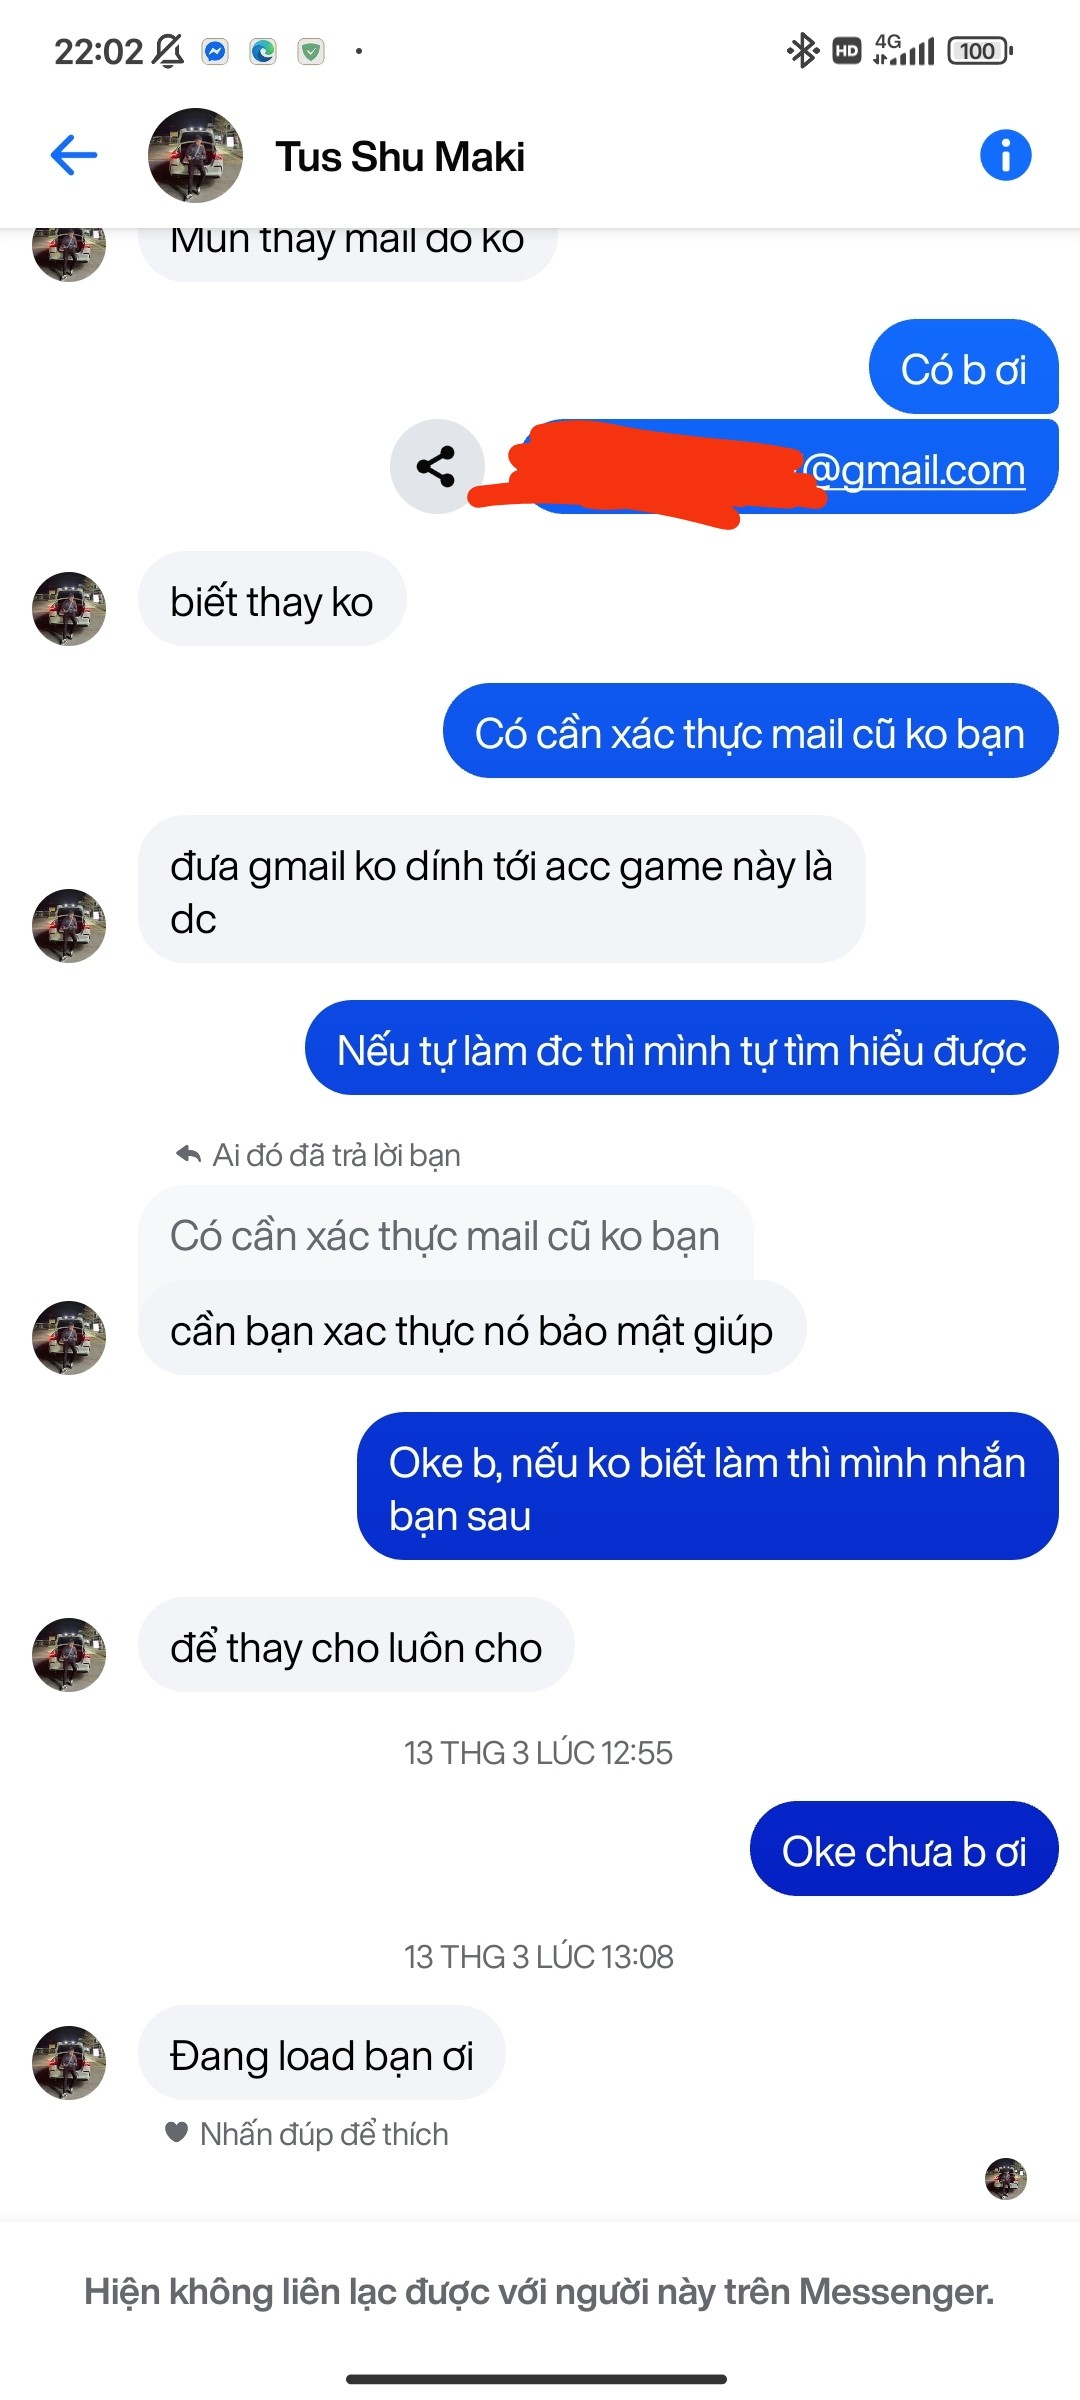 22:02
HD
4G
100
Tus Shu Maki
Mún thay mail do ko
Có b ơi
@gmail.com
biết thay ko
Có cần xác thực mail cũ ko bạn
đưa gmail ko dính tới acc game này là
dc
Nếu tự làm đc thì mình tự tìm hiểu được
Ai đó đã trả lời bạn
Có cần xác thực mail cũ ko bạn
cần bạn xac thực nó bảo mật giúp
Oke b, nếu ko biết làm thì mình nhắn
bạn sau
để thay cho luôn cho
13 THG 3 LÚC 12:55
Oke chưa b ơi
13 THG 3 LÚC 13:08
Đang load bạn ơi
Nhấn đúp để thích
Hiện không liên lạc được với người này trên Messenger.